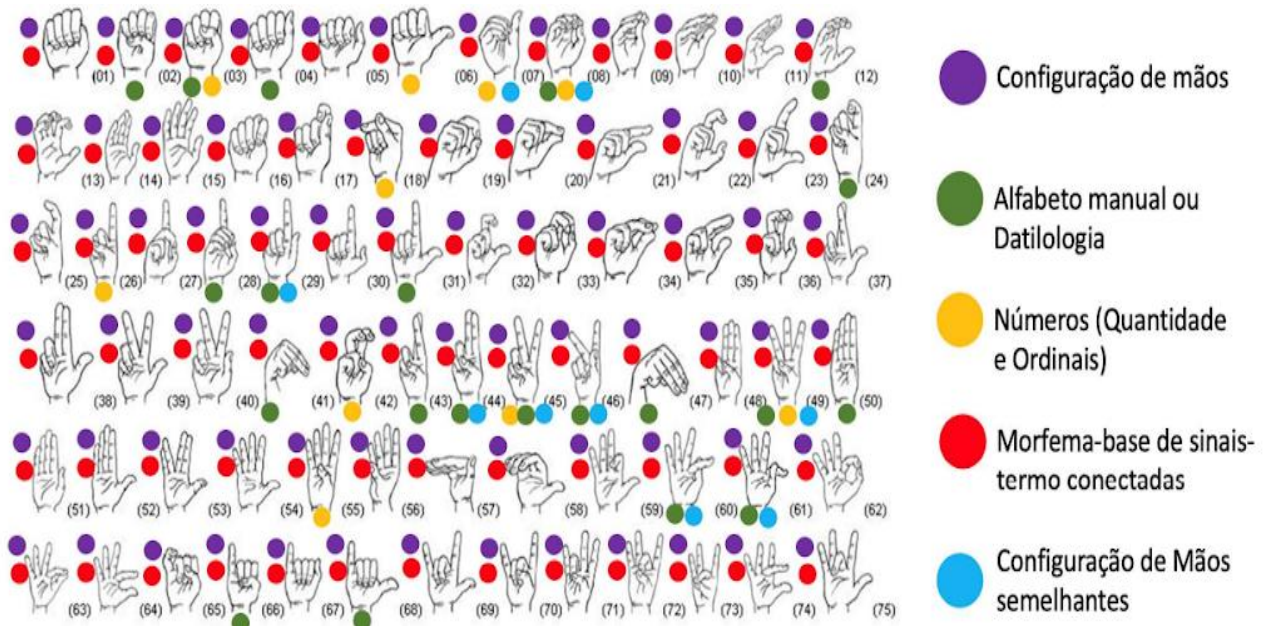 (01) (02) (03) (04) (05) (06) (07) (08) (09) (10) (11) (12)
(13) (14) (15) (16) (17) (18) (19) (20) (21) (22) (23) (24)
(25) (26) (27) (28) (29) (30) (31) (32) (33) (34) (35) (36) (37)
(38) (39) (40) (41) (42) (43) (44) (45) (46) (47) (48) (49) (50)
(51) (52) (53) (54) (55) (56) (57) (58) (59) (60) (61) (62)
(63) (64) (65) (66) (67) (68) (69) (70) (71) (72) (73) (74) (75)
Configuração de mãos
Alfabeto manual ou
Datilologia
Números (Quantidade
e Ordinais)
Morfema-base de sinais-
termo conectadas
Configuração de Mãos
semelhantes